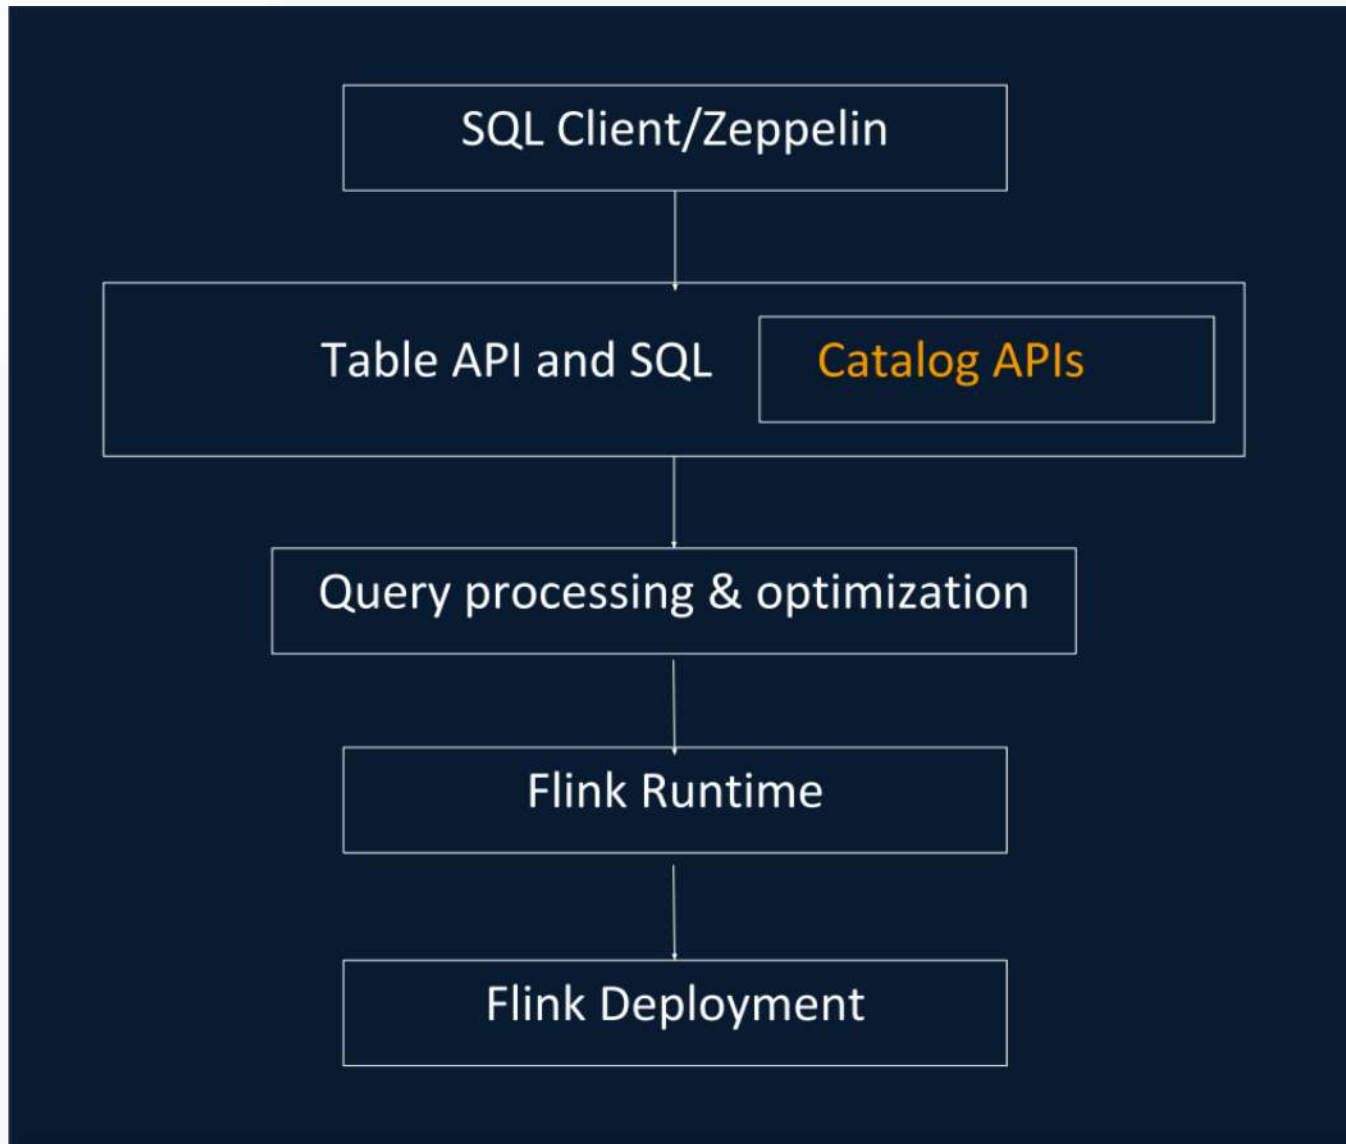 SQL Client/Zeppelin
Table API and SQL
Catalog APIs
Query processing & optimization
Flink Runtime
Flink Deployment